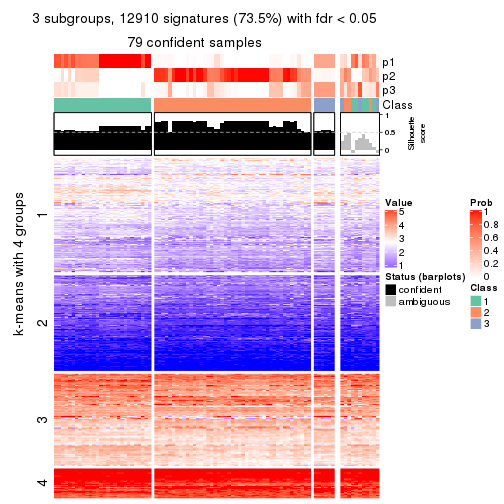 3 subgroups, 12910 signatures (73.5%) with fdr < 0.05
79 confident samples
p1
p2
p3
Class
1
0.5
0
Silhouette
score
k-means with 4 groups
1
2
3
4
Value
5
4
3
2
1
Status (barplots)
confident
ambiguous
Prob
1
0.8
0.6
0.4
0.2
0
Class
1
2
3